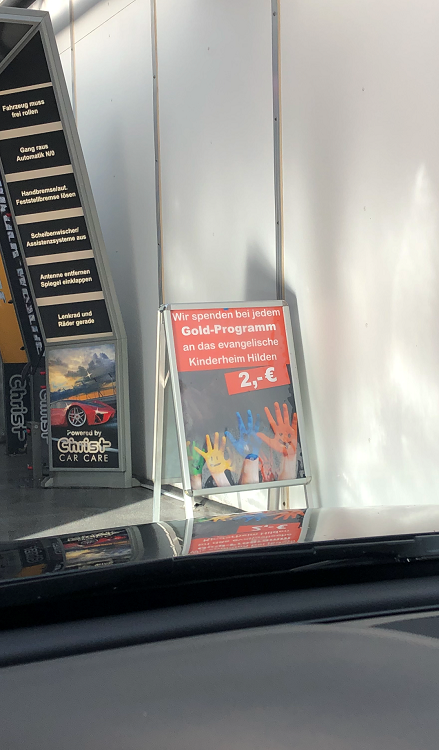 Fahrzeug muss
frei rollen
Gang raus
Automatik N/0
Handbremse/aut.
Feststellbremse lösen
Scheibenwischer/
Assistenzsysteme aus
Antenne entfernen
Spiegel einklappen
Lenkrad und
Räder gerade
Powered by
Christ
CAR CARE
Christ
Wir spenden bei jedem
Gold-Programm
an das evangelische
Kinderheim Hilden
2,-€